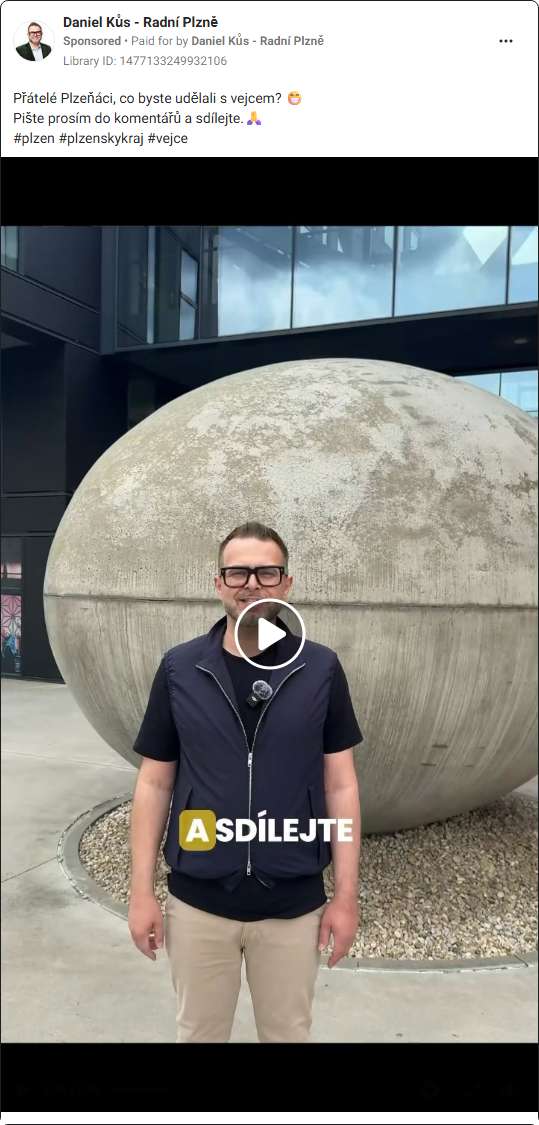 Daniel Kůs - Radní Plzně
Sponsored • Paid for by Daniel Kůs - Radní Plzně
Library ID: 1477133249932106
Přátelé Plzeňáci, co byste udělali s vejcem? 😁
Pište prosím do komentářů a sdílejte. 🙏
#plzen #plzenskykraj #vejce
A SDÍLEJTE